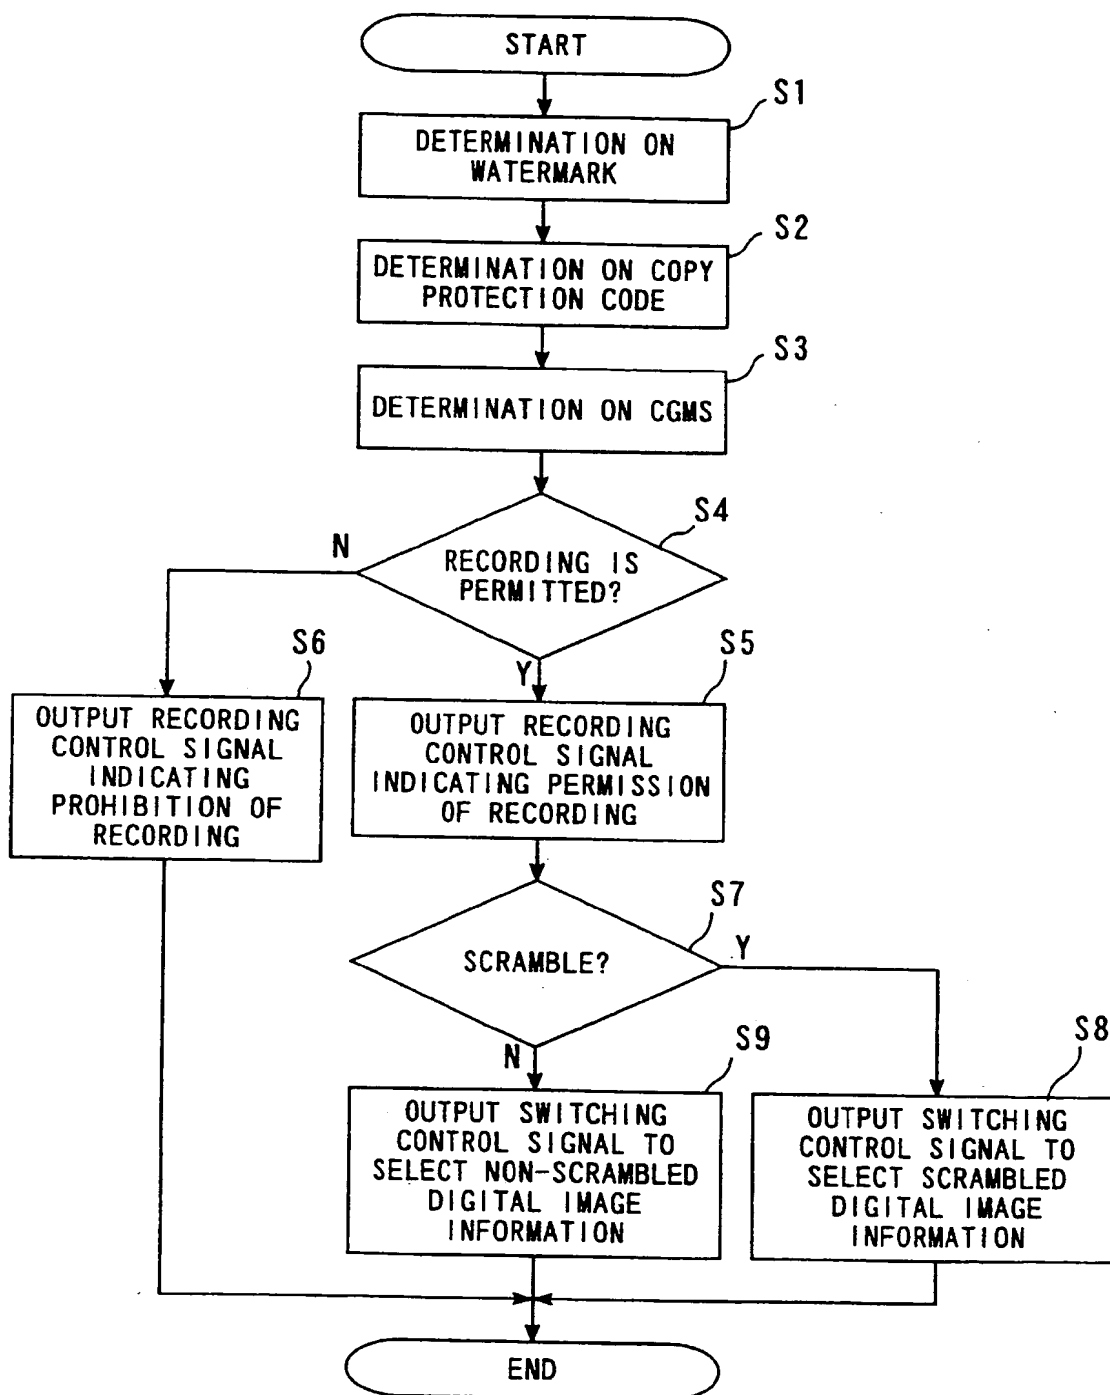 START
S1
DETERMINATION ON
WATERMARK
S2
DETERMINATION ON COPY
PROTECTION CODE
S3
DETERMINATION ON CGMS
S4
N
RECORDING IS
PERMITTED?
S6
Y
S5
OUTPUT RECORDING
CONTROL SIGNAL
INDICATING
PROHIBITION OF
RECORDING
OUTPUT RECORDING
CONTROL SIGNAL
INDICATING PERMISSION
OF RECORDING
S7
Y
SCRAMBLE?
N
S9
S8
OUTPUT SWITCHING
CONTROL SIGNAL TO
SELECT NON-SCRAMBLED
DIGITAL IMAGE
INFORMATION
OUTPUT SWITCHING
CONTROL SIGNAL TO
SELECT SCRAMBLED
DIGITAL IMAGE
INFORMATION
END